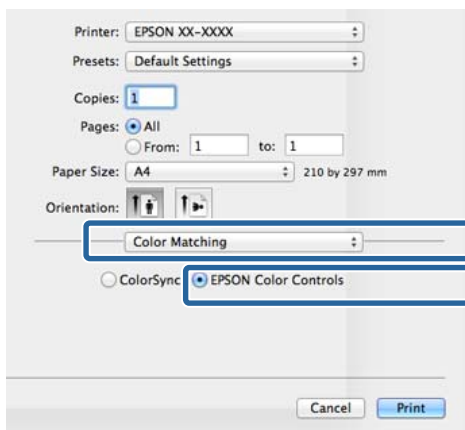 Printer: EPSON XX-XXXX
Presets: Default Settings
Copies: 1
Pages: All
From: 1 to: 1
Paper Size: A4 210 by 297 mm
Orientation:
Color Matching
ColorSync EPSON Color Controls
Cancel Print